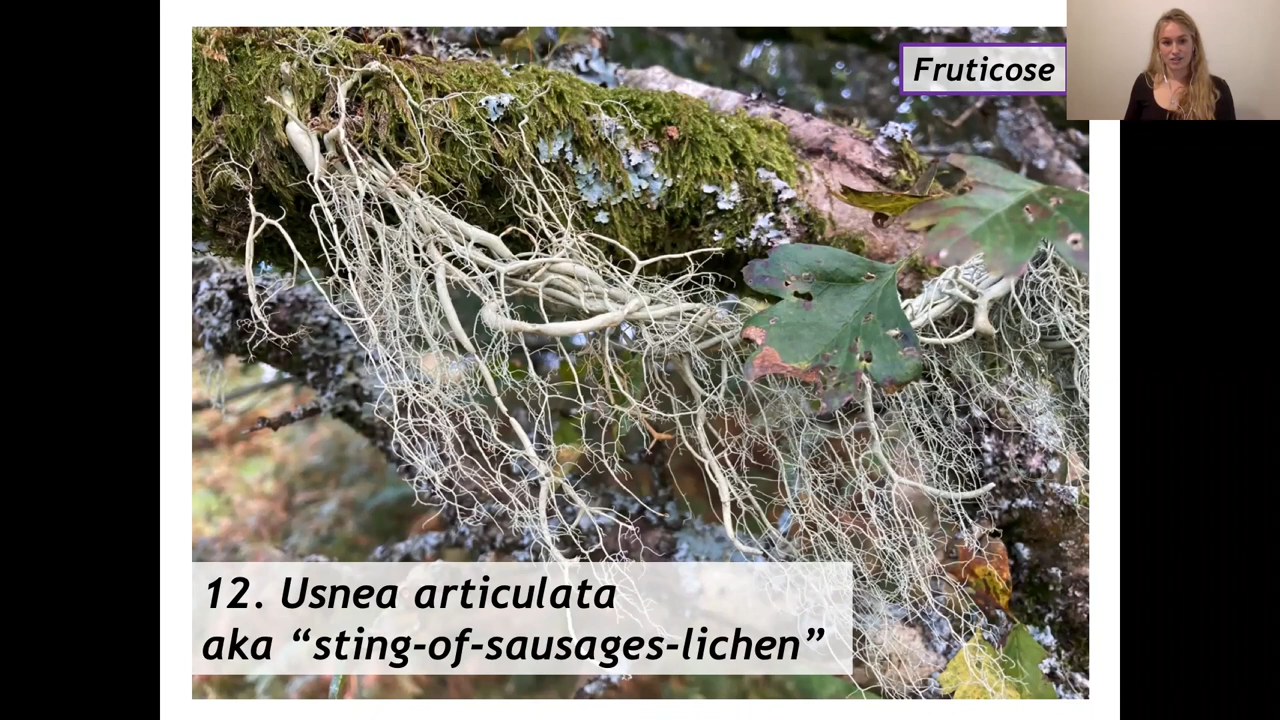 Fruticose
12. Usnea articulata
aka “sting-of-sausages-lichen”